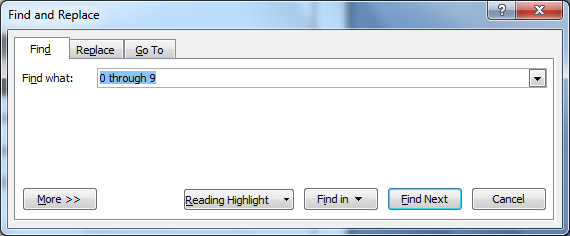 Find and Replace
Find Replace Go To
Find what: 0 through 9
More >> Reading Highlight Find in Find Next Cancel